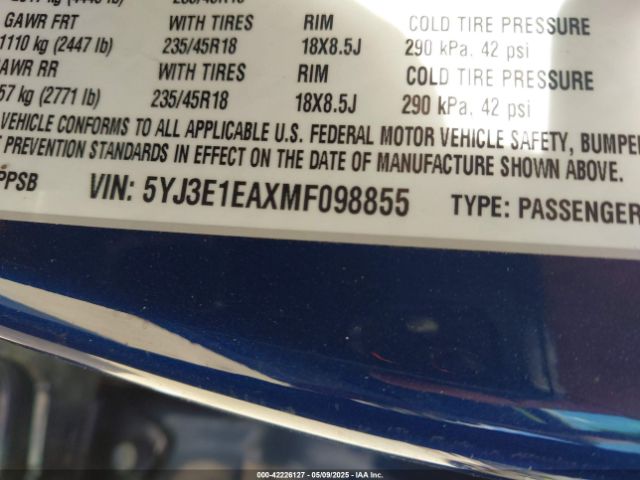 GAWR FRT WITH TIRES RIM COLD TIRE PRESSURE
1110 kg (2447 lb) 235/45R18 18X8.5J 290 kPa, 42 psi
GAWR RR WITH TIRES RIM COLD TIRE PRESSURE
57 kg (2771 lb) 235/45R18 18X8.5J 290 kPa, 42 psi
VEHICLE CONFORMS TO ALL APPLICABLE U.S. FEDERAL MOTOR VEHICLE SAFETY, BUMPER
T PREVENTION STANDARDS IN EFFECT ON THE DATE OF MANUFACTURE SHOWN ABOVE.
PPSB VIN: 5YJ3E1EAXMF098855 TYPE: PASSENGER
000-42226127 - 05/09/2025 - IAA Inc.